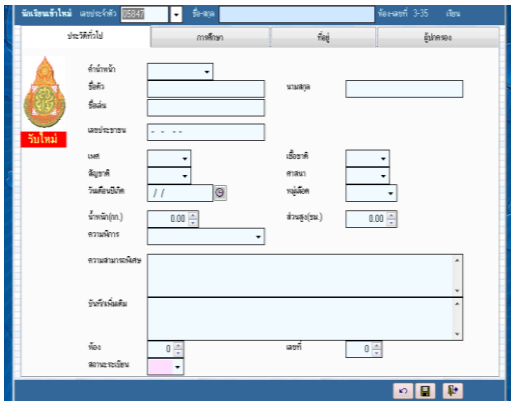 นักเรียนเข้าใหม่ เลขประจำตัว 05847 ชื่อ-สกุล ห้อง-เลขที่ 3-35 เรียน
ประวัติทั่วไป การศึกษา ที่อยู่ ผู้ปกครอง
คำนำหน้า
ชื่อตัว นามสกุล
ชื่อเล่น
เลขประชาชน - - - -
รับใหม่
เพศ เชื้อชาติ
สัญชาติ ศาสนา
วันเดือนปีเกิด / / หมู่เลือด
น้ำหนัก(กก.) 0.00 ส่วนสูง(ซม.) 0.00
ความพิการ
ความสามารถพิเศษ
บันทึกเพิ่มเติม
ห้อง 0 เลขที่ 0
สถานะระเบียน